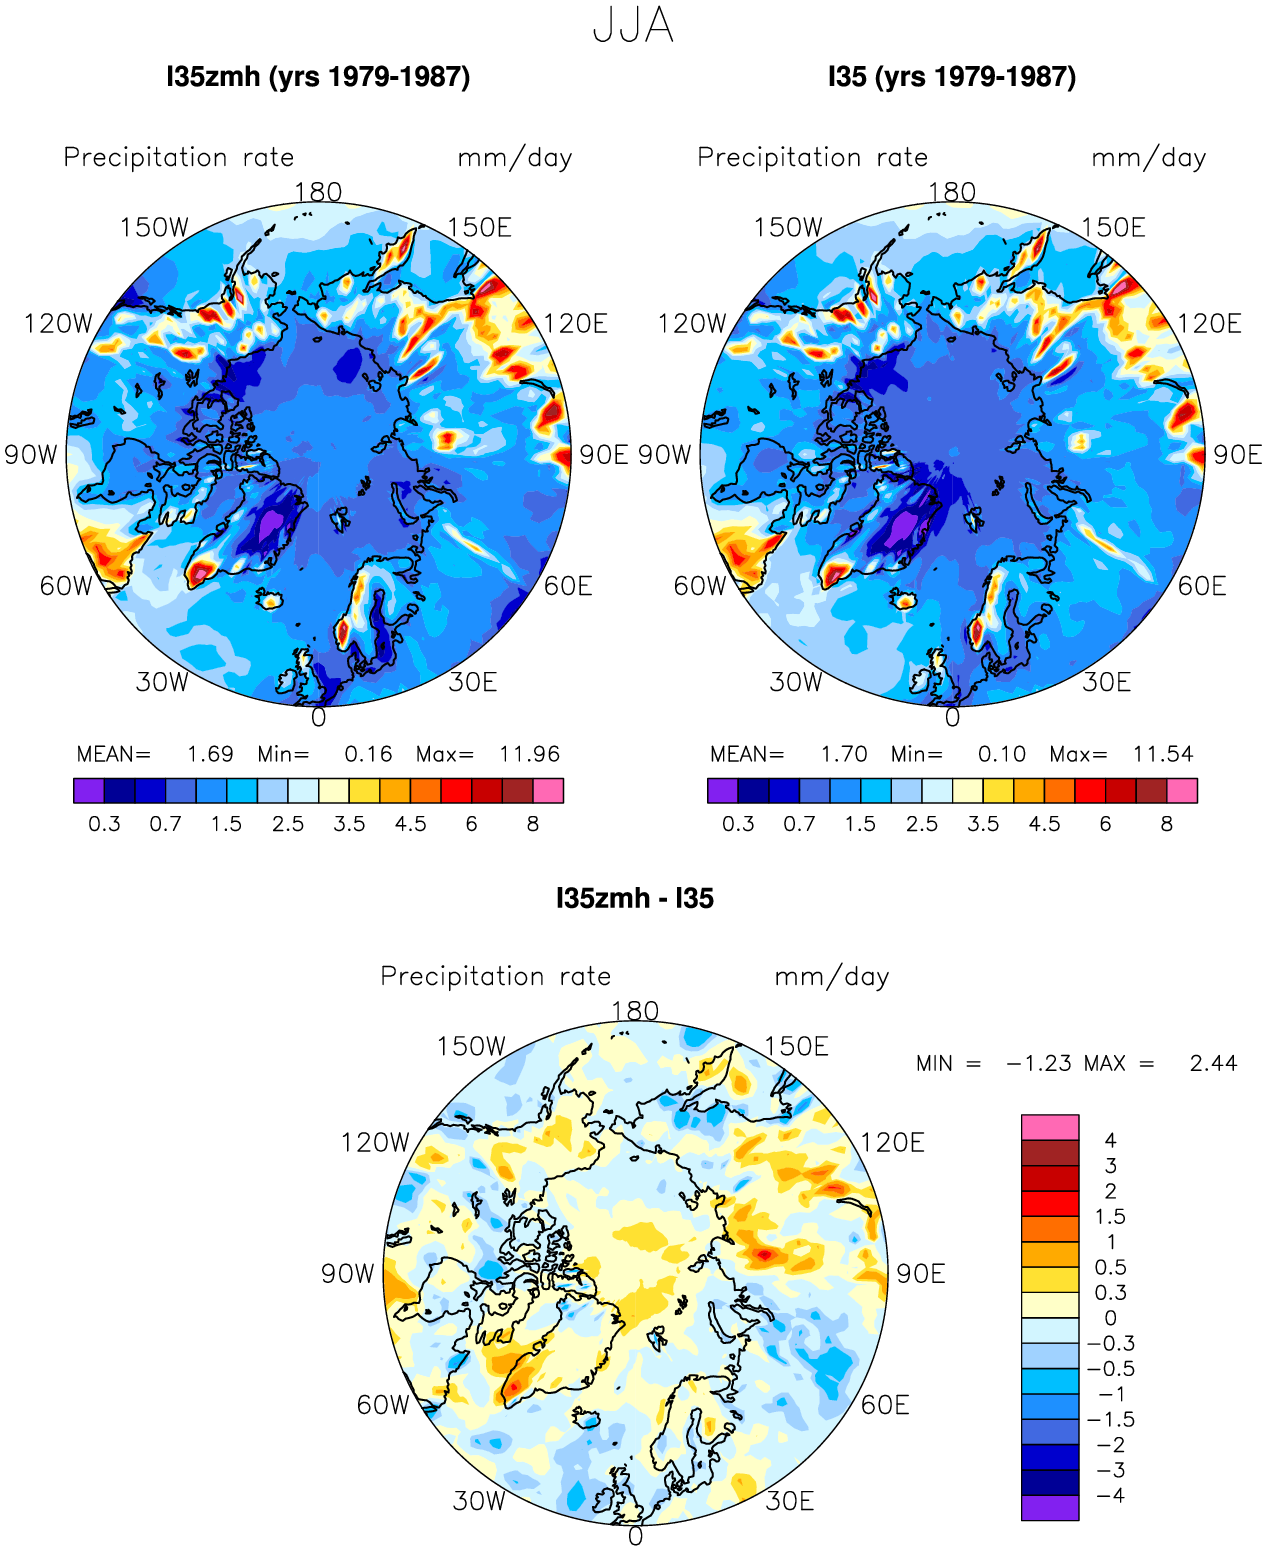 JJA
l35zmh (yrs 1979-1987)
l35 (yrs 1979-1987)
Precipitation rate mm/day
Precipitation rate mm/day
180
150W 150E
120W 120E
90W 90E
60W 60E
30W 30E
0
180
150W 150E
120W 120E
90W 90E
60W 60E
30W 30E
0
MEAN= 1.69 Min= 0.16 Max= 11.96
0.3 0.7 1.5 2.5 3.5 4.5 6 8
MEAN= 1.70 Min= 0.10 Max= 11.54
0.3 0.7 1.5 2.5 3.5 4.5 6 8
l35zmh - l35
Precipitation rate mm/day
180
150W 150E
120W 120E
90W 90E
60W 60E
30W 30E
0
MIN = −1.23 MAX = 2.44
4
3
2
1.5
1
0.5
0.3
0
−0.3
−0.5
−1
−1.5
−2
−3
−4